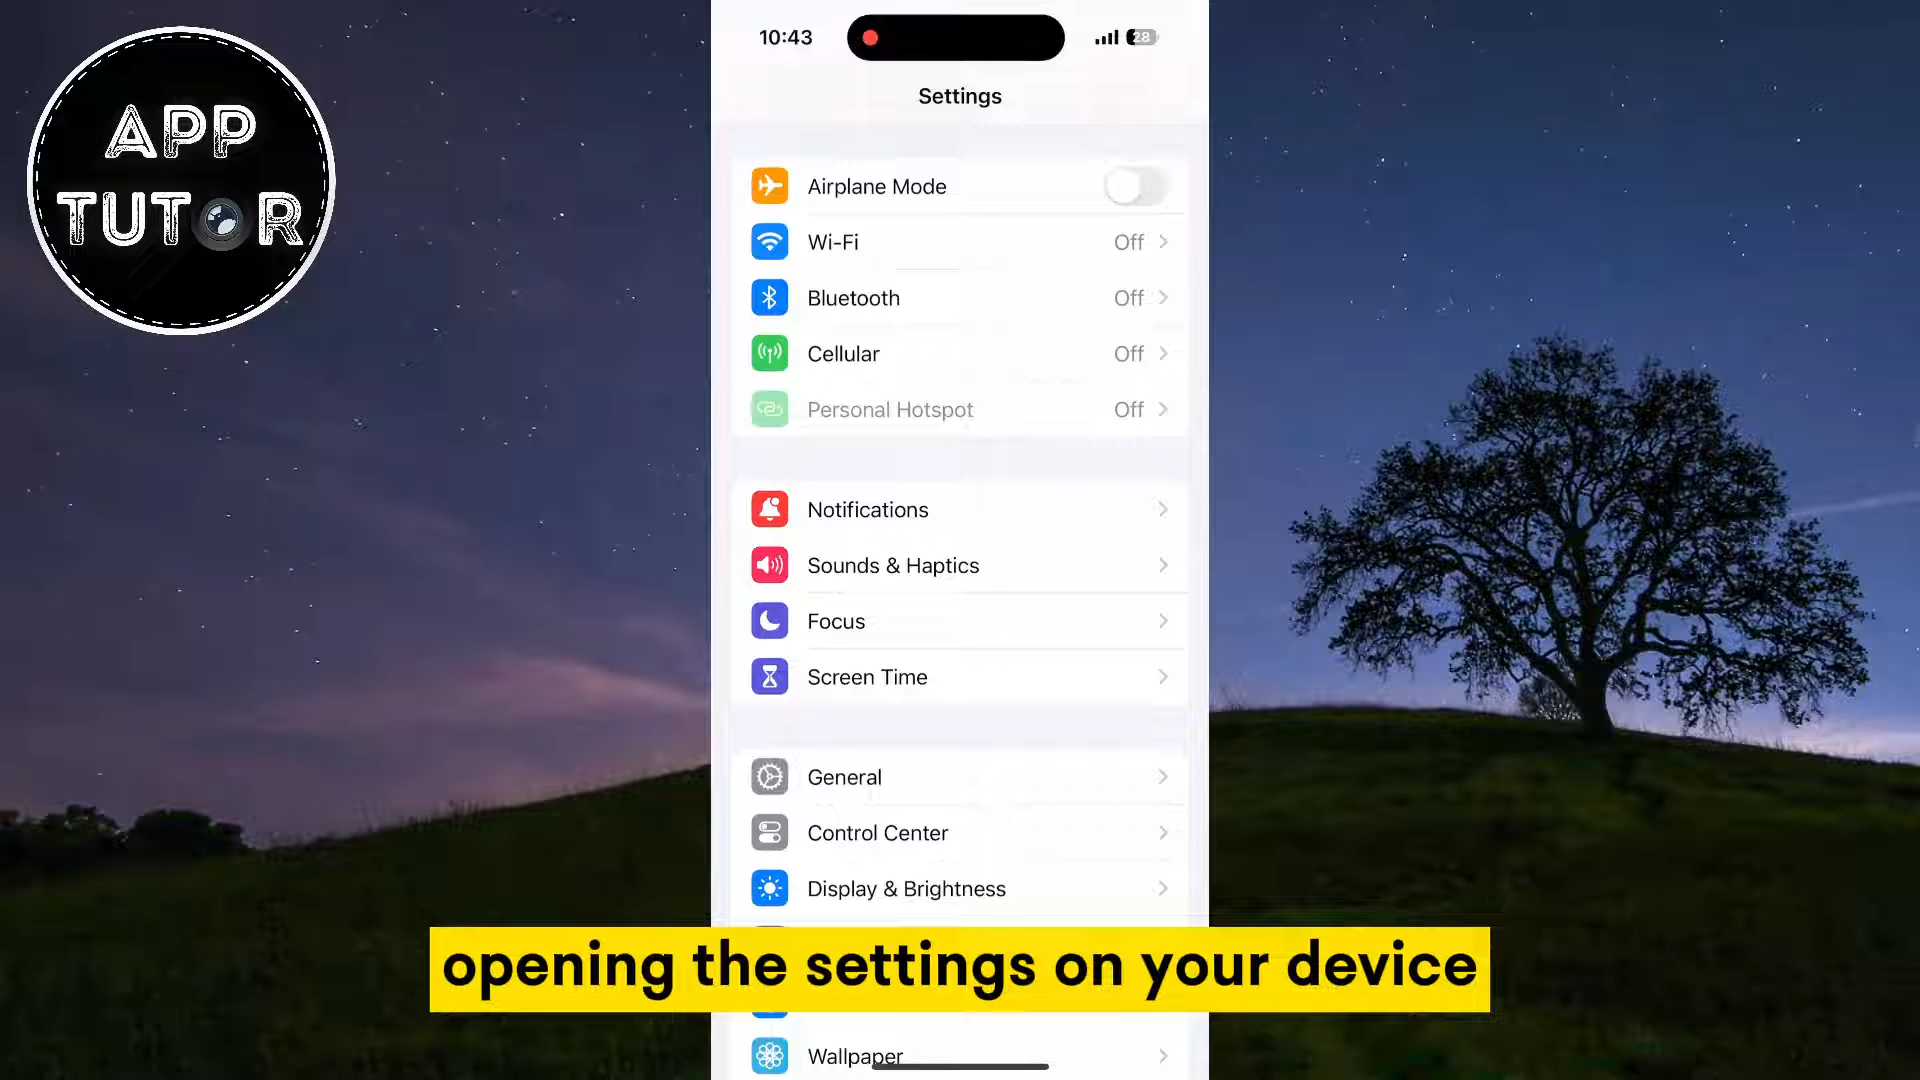 APP
TUTOR
10:43
28
Settings
Airplane Mode
Wi-Fi Off
Bluetooth Off
Cellular Off
Personal Hotspot Off
Notifications
Sounds & Haptics
Focus
Screen Time
General
Control Center
Display & Brightness
opening the settings on your device
Wallpaper